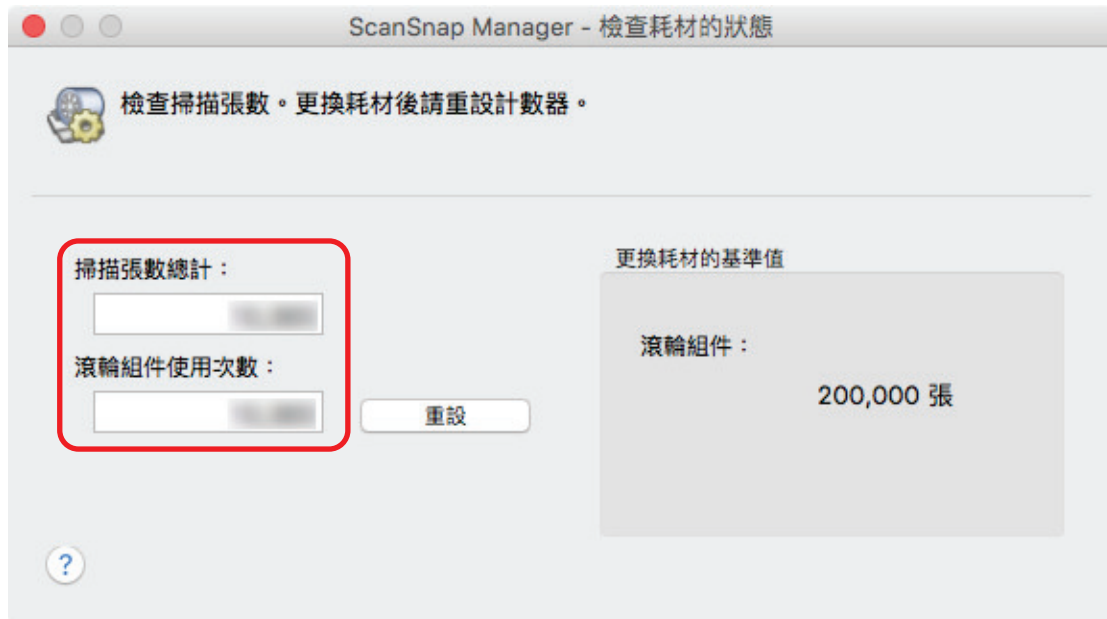 ScanSnap Manager - 檢查耗材的狀態
檢查掃描張數。更換耗材後請重設計數器。
掃描張數總計：
滾輪組件使用次數：
重設
更換耗材的基準值
滾輪組件：
200,000 張
?